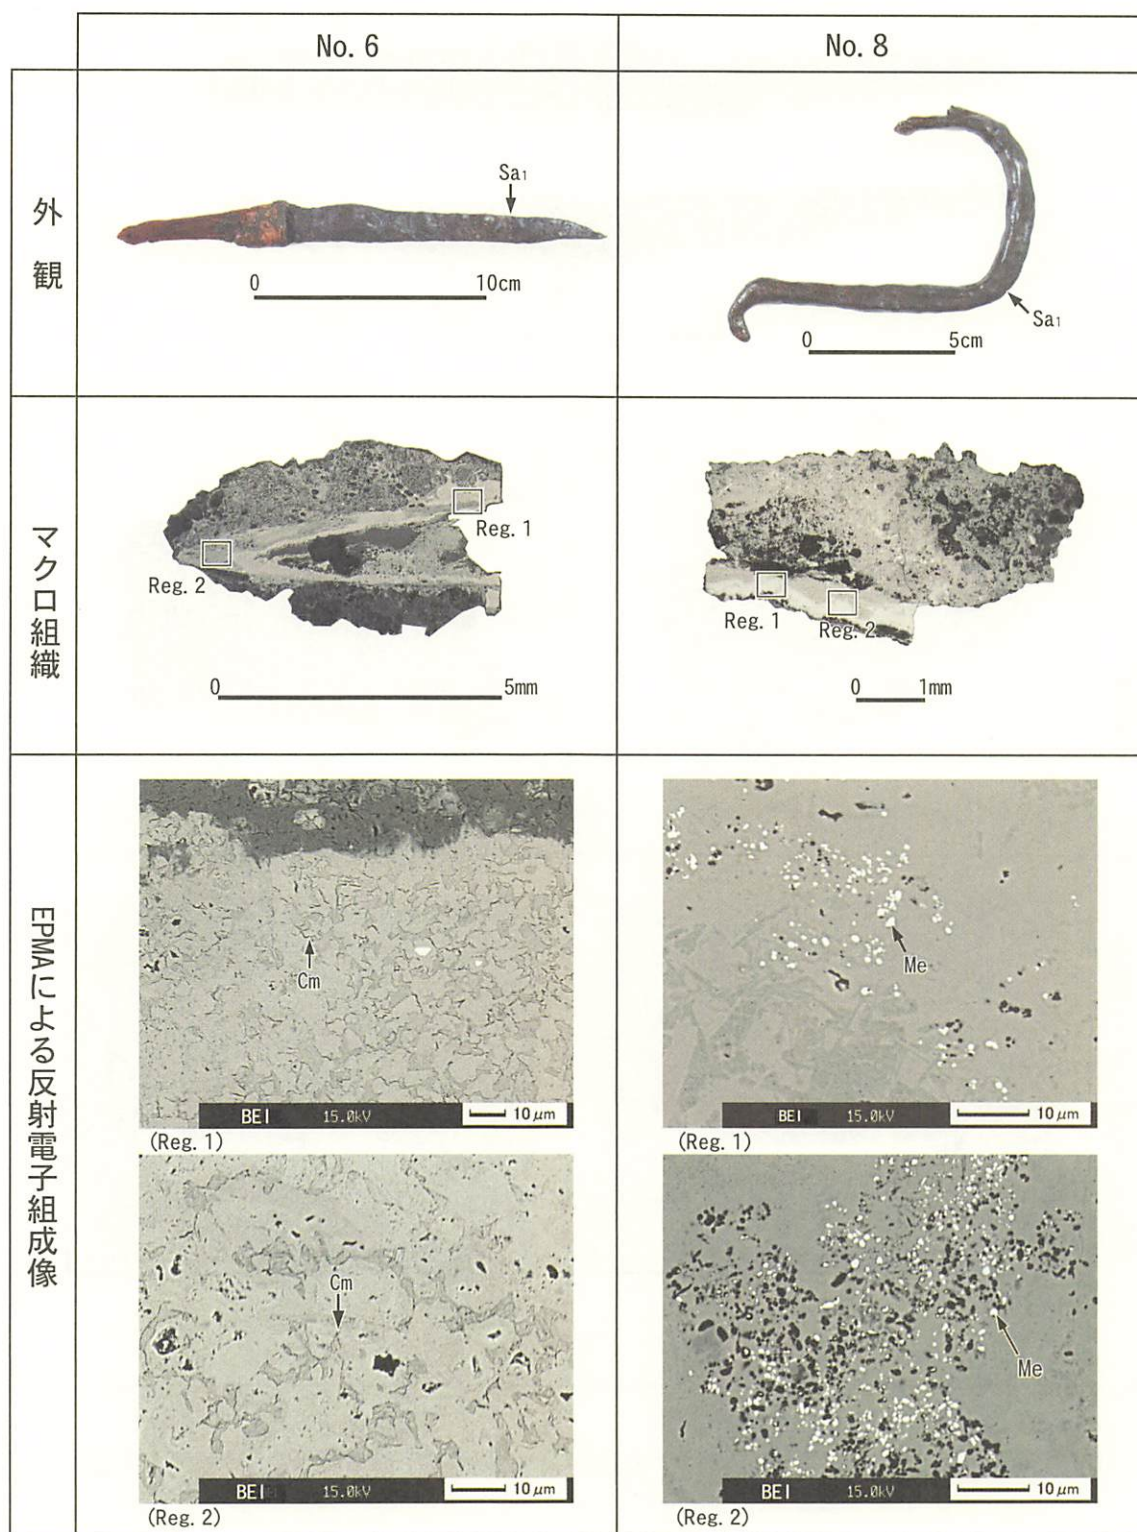 No. 6
No. 8
外観
Sa1
0 10cm
Sa1
0 5cm
マクロ組織
Reg. 1
Reg. 2
0 5mm
Reg. 1
Reg. 2
0 1mm
EPMAによる反射電子組成像
Cm
BEI 15.0kV 10μm
(Reg. 1)
Me
BEI 15.0kV 10μm
(Reg. 1)
Cm
BEI 15.0kV 10μm
(Reg. 2)
Me
BEI 15.0kV 10μm
(Reg. 2)